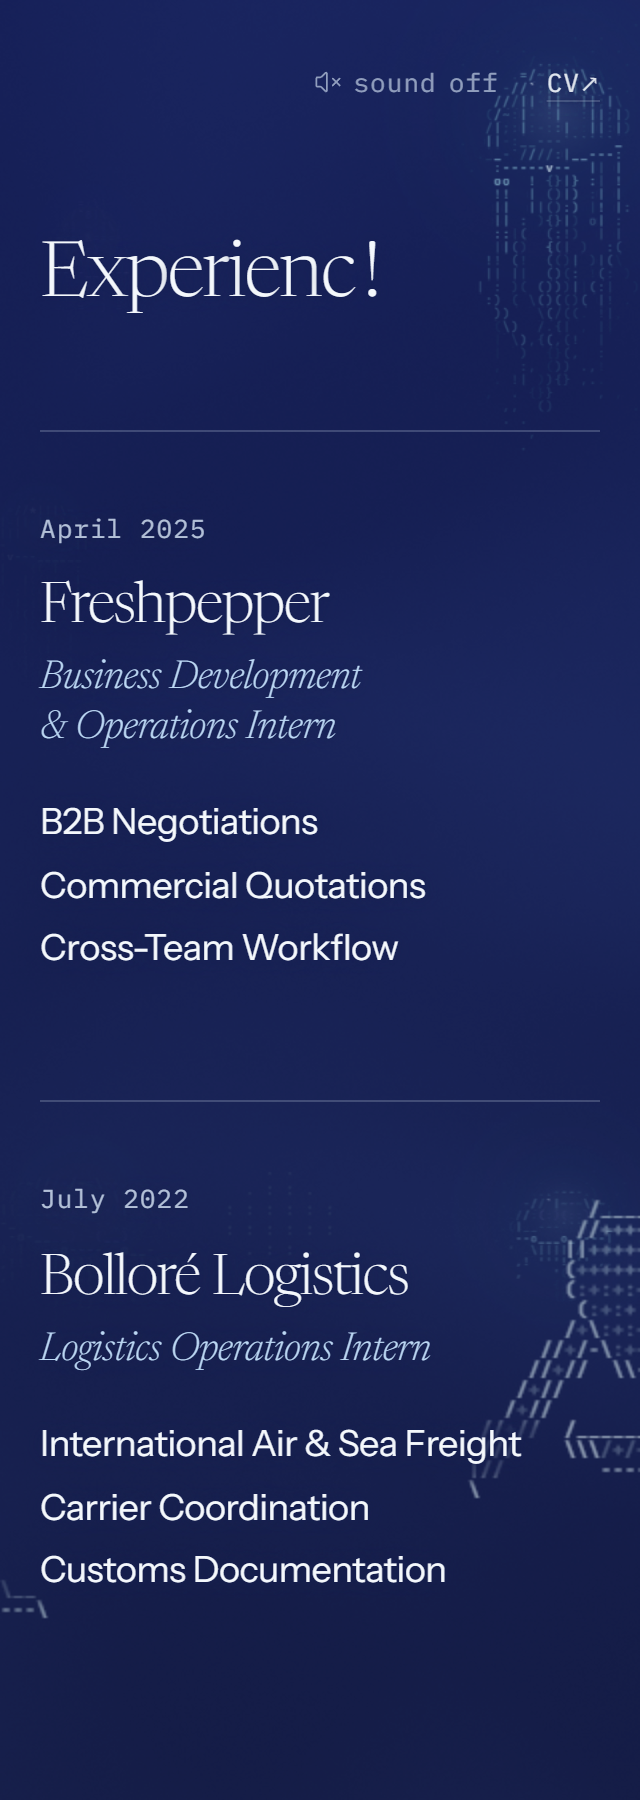 sound off CV↗
Experienc!
April 2025
Freshpepper
Business Development
& Operations Intern
B2B Negotiations
Commercial Quotations
Cross-Team Workflow
July 2022
Bolloré Logistics
Logistics Operations Intern
International Air & Sea Freight
Carrier Coordination
Customs Documentation